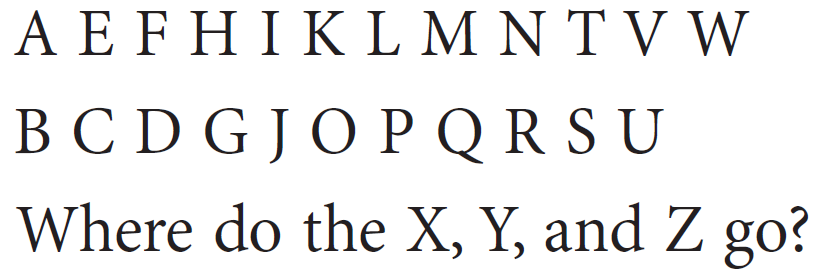 A E F H I K L M N T V W
B C D G J O P Q R S U
Where do the X, Y, and Z go?